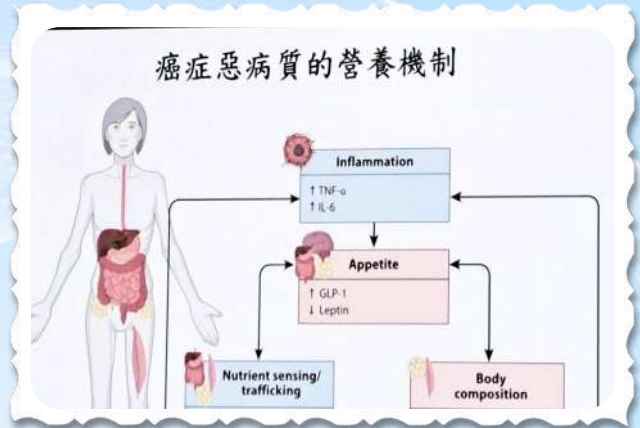 癌症惡病質的營養機制
Inflammation
↑ TNF-α
↑ IL-6
Appetite
↑ GLP-1
↓ Leptin
Nutrient sensing/
trafficking
Body
composition